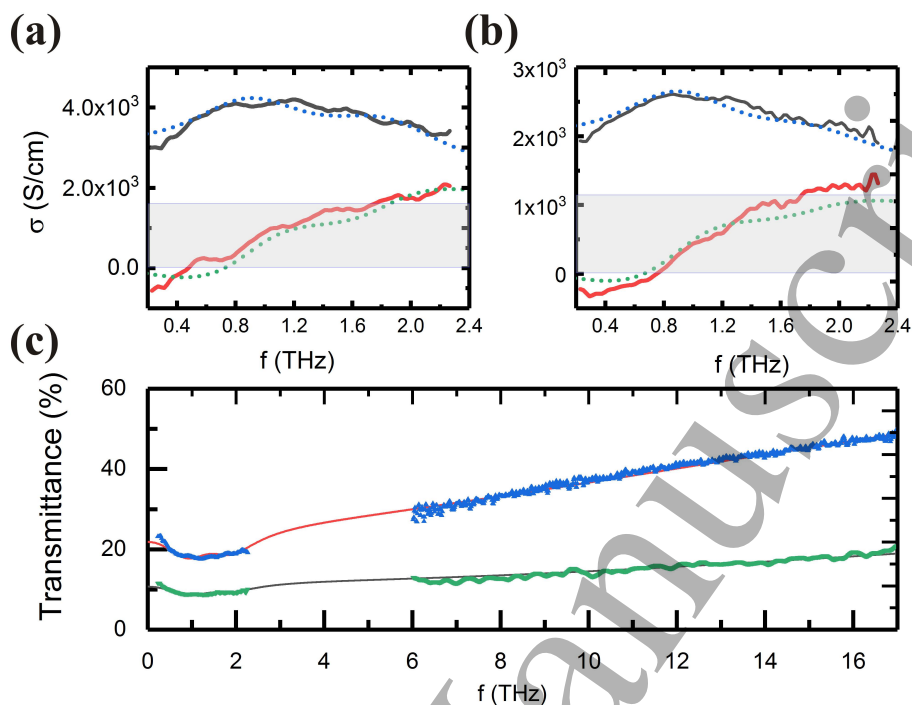 (a)
(b)
σ (S/cm)
4.0x10³
2.0x10³
0.0
0.4 0.8 1.2 1.6 2.0 2.4
f (THz)
3x10³
2x10³
1x10³
0
0.4 0.8 1.2 1.6 2.0 2.4
f (THz)
(c)
Transmittance (%)
60
40
20
0
0 2 4 6 8 10 12 14 16
f (THz)
anuscri